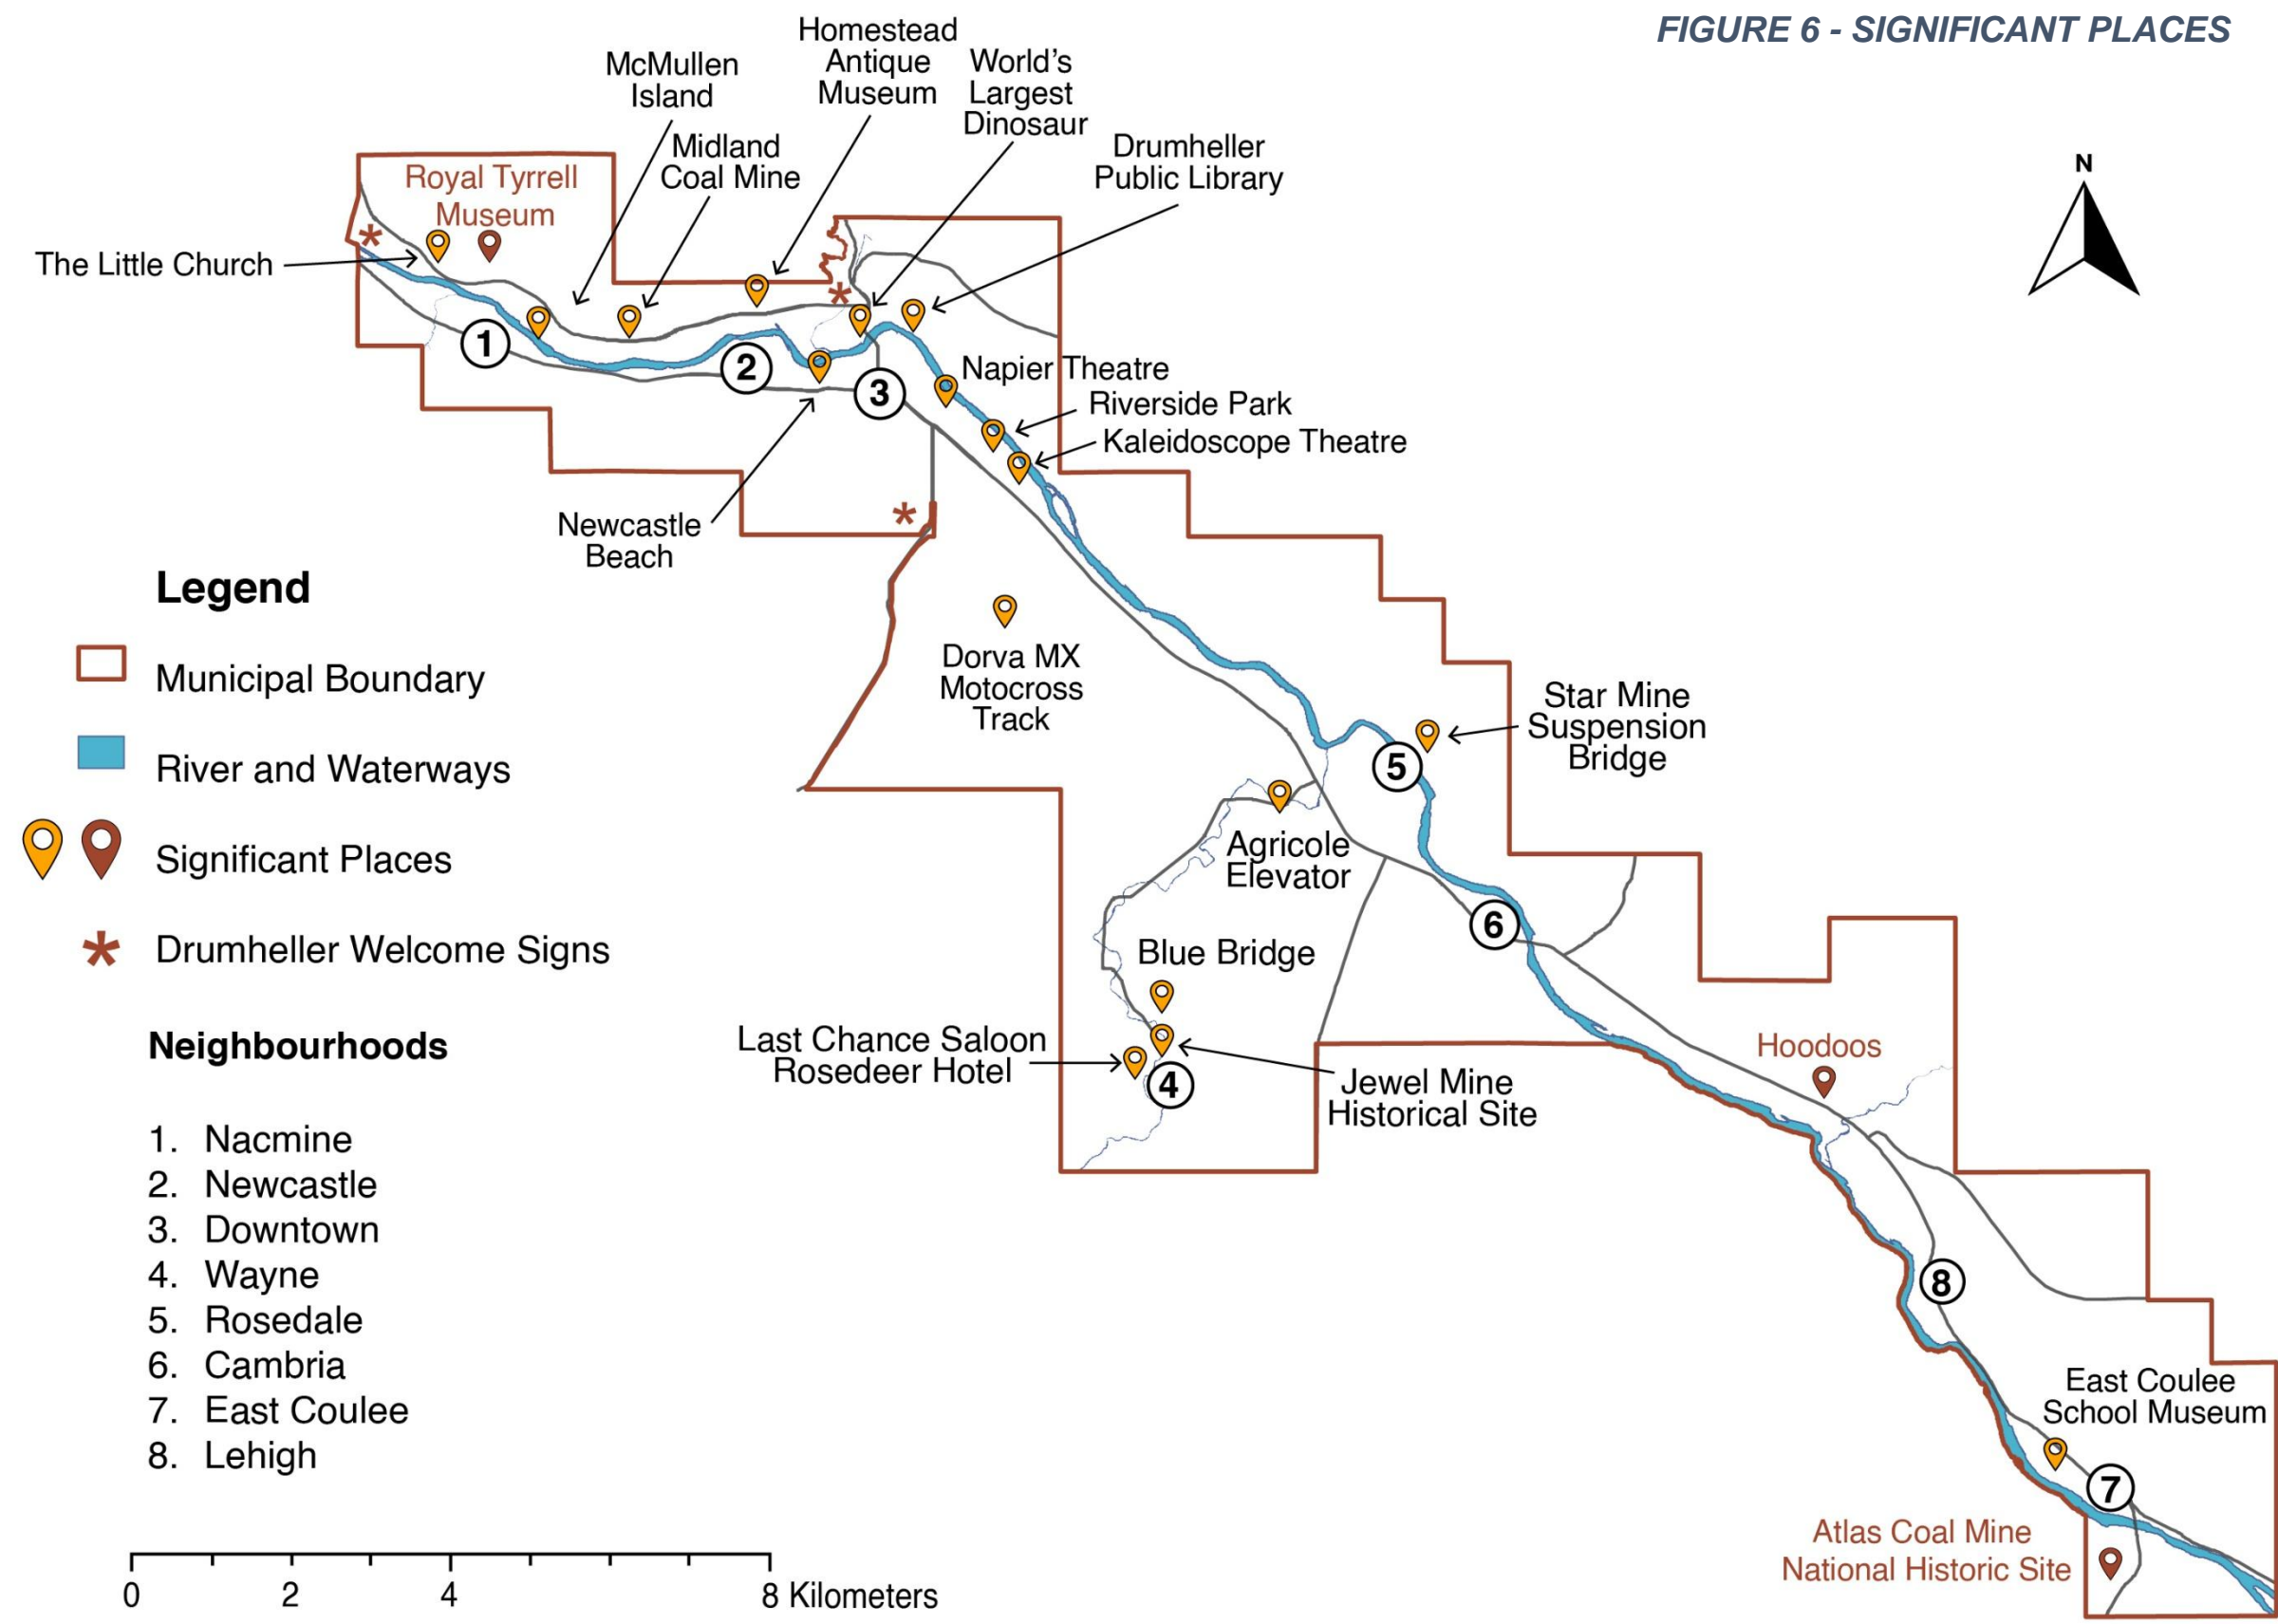 FIGURE 6 - SIGNIFICANT PLACES
Homestead
Antique
Museum
McMullen
Island
World's
Largest
Dinosaur
Midland
Coal Mine
Drumheller
Public Library
N
Royal Tyrrell
Museum
The Little Church
1
2
3
Napier Theatre
Riverside Park
Kaleidoscope Theatre
Newcastle
Beach
Dorva MX
Motocross
Track
Star Mine
Suspension
Bridge
5
Agricole
Elevator
6
Blue Bridge
Last Chance Saloon
Rosedeer Hotel
4
Jewel Mine
Historical Site
Hoodoos
8
East Coulee
School Museum
7
Atlas Coal Mine
National Historic Site
Legend
Municipal Boundary
River and Waterways
Significant Places
* Drumheller Welcome Signs
Neighbourhoods
1. Nacmine
2. Newcastle
3. Downtown
4. Wayne
5. Rosedale
6. Cambria
7. East Coulee
8. Lehigh
0 2 4 8 Kilometers